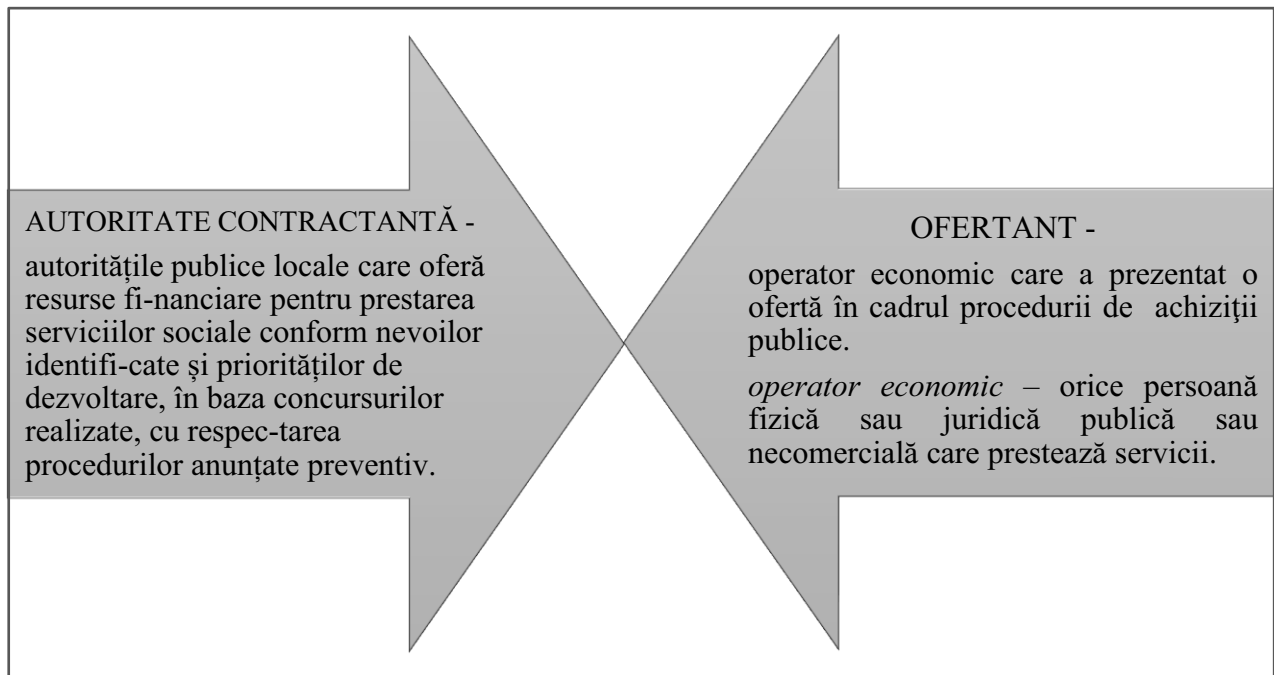 AUTORITATE CONTRACTANTĂ -
autoritățile publice locale care oferă
resurse fi-nanciare pentru prestarea
serviciilor sociale conform nevoilor
identifi-cate și priorităților de
dezvoltare, în baza concursurilor
realizate, cu respec-tarea
procedurilor anunțate preventiv.
OFERTANT -
operator economic care a prezentat o
ofertă în cadrul procedurii de achiziţii
publice.
operator economic – orice persoană
fizică sau juridică publică sau
necomercială care prestează servicii.